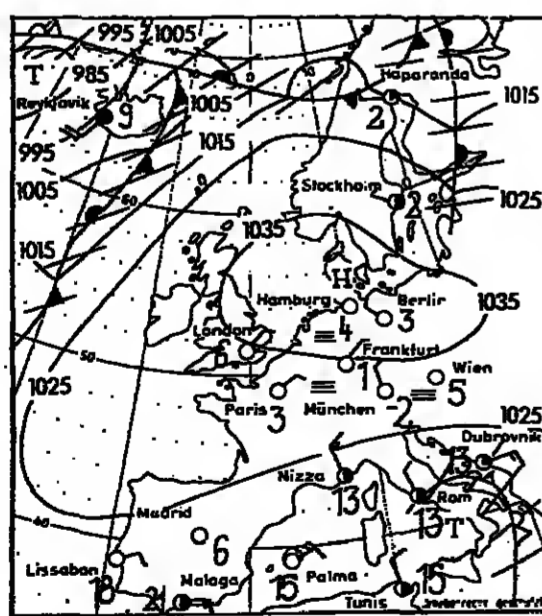 995 1005
T 985
Haparanda
Reykjavik 9
1005
2
1015
995
1015
1005
Stockholm 2
1025
1015
1035
H
Hamburg Berlin
4 3
1035
London
Frankfurt
1
1025
Wien
Paris 3 München -2 5
1025
Dubrovnik
13
Nizza
13
Rom
13 T
Madrid
6
Lissabon
18
Malaga
21
Palma
15
Tunis
15